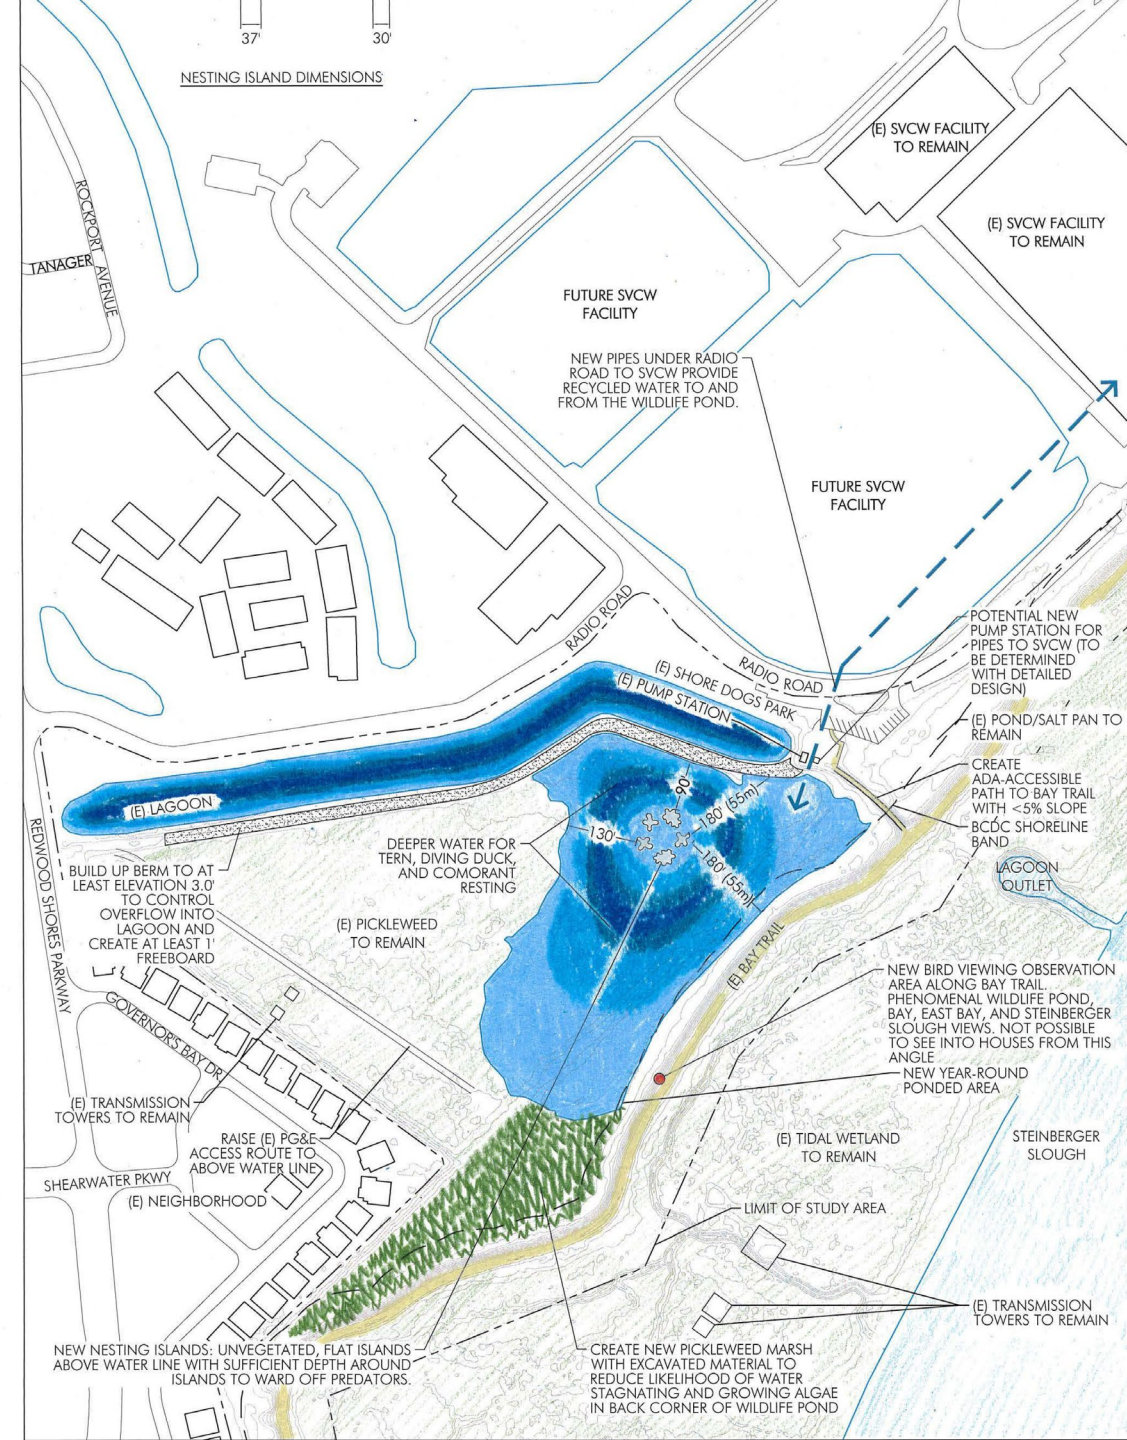 37'
30'
NESTING ISLAND DIMENSIONS
(E) SVCW FACILITY
TO REMAIN
(E) SVCW FACILITY
TO REMAIN
ROCKPORT AVENUE
TANAGER
FUTURE SVCW
FACILITY
NEW PIPES UNDER RADIO
ROAD TO SVCW PROVIDE
RECYCLED WATER TO AND
FROM THE WILDLIFE POND.
FUTURE SVCW
FACILITY
RADIO ROAD
RADIO ROAD
(E) SHORE DOGS PARK
(E) PUMP STATION
POTENTIAL NEW
PUMP STATION FOR
PIPES TO SVCW (TO
BE DETERMINED
WITH DETAILED
DESIGN)
(E) POND/SALT PAN TO
REMAIN
CREATE
ADA-ACCESSIBLE
PATH TO BAY TRAIL
WITH <5% SLOPE
BCDC SHORELINE
BAND
LAGOON
OUTLET
(E) LAGOON
90'
180' (55m)
130'
180' (55m)
DEEPER WATER FOR
TERN, DIVING DUCK,
AND COMORANT
RESTING
REDWOOD SHORES PARKWAY
BUILD UP BERM TO AT
LEAST ELEVATION 3.0'
TO CONTROL
OVERFLOW INTO
LAGOON AND
CREATE AT LEAST 1'
FREEBOARD
(E) PICKLEWEED
TO REMAIN
(E) BAY TRAIL
NEW BIRD VIEWING OBSERVATION
AREA ALONG BAY TRAIL.
PHENOMENAL WILDLIFE POND,
BAY, EAST BAY, AND STEINBERGER
SLOUGH VIEWS. NOT POSSIBLE
TO SEE INTO HOUSES FROM THIS
ANGLE
NEW YEAR-ROUND
PONDED AREA
GOVERNOR'S BAY DR
(E) TRANSMISSION
TOWERS TO REMAIN
RAISE (E) PG&E
ACCESS ROUTE TO
ABOVE WATER LINE
SHEARWATER PKWY
(E) NEIGHBORHOOD
(E) TIDAL WETLAND
TO REMAIN
STEINBERGER
SLOUGH
LIMIT OF STUDY AREA
(E) TRANSMISSION
TOWERS TO REMAIN
NEW NESTING ISLANDS: UNVEGETATED, FLAT ISLANDS
ABOVE WATER LINE WITH SUFFICIENT DEPTH AROUND
ISLANDS TO WARD OFF PREDATORS.
CREATE NEW PICKLEWEED MARSH
WITH EXCAVATED MATERIAL TO
REDUCE LIKELIHOOD OF WATER
STAGNATING AND GROWING ALGAE
IN BACK CORNER OF WILDLIFE POND